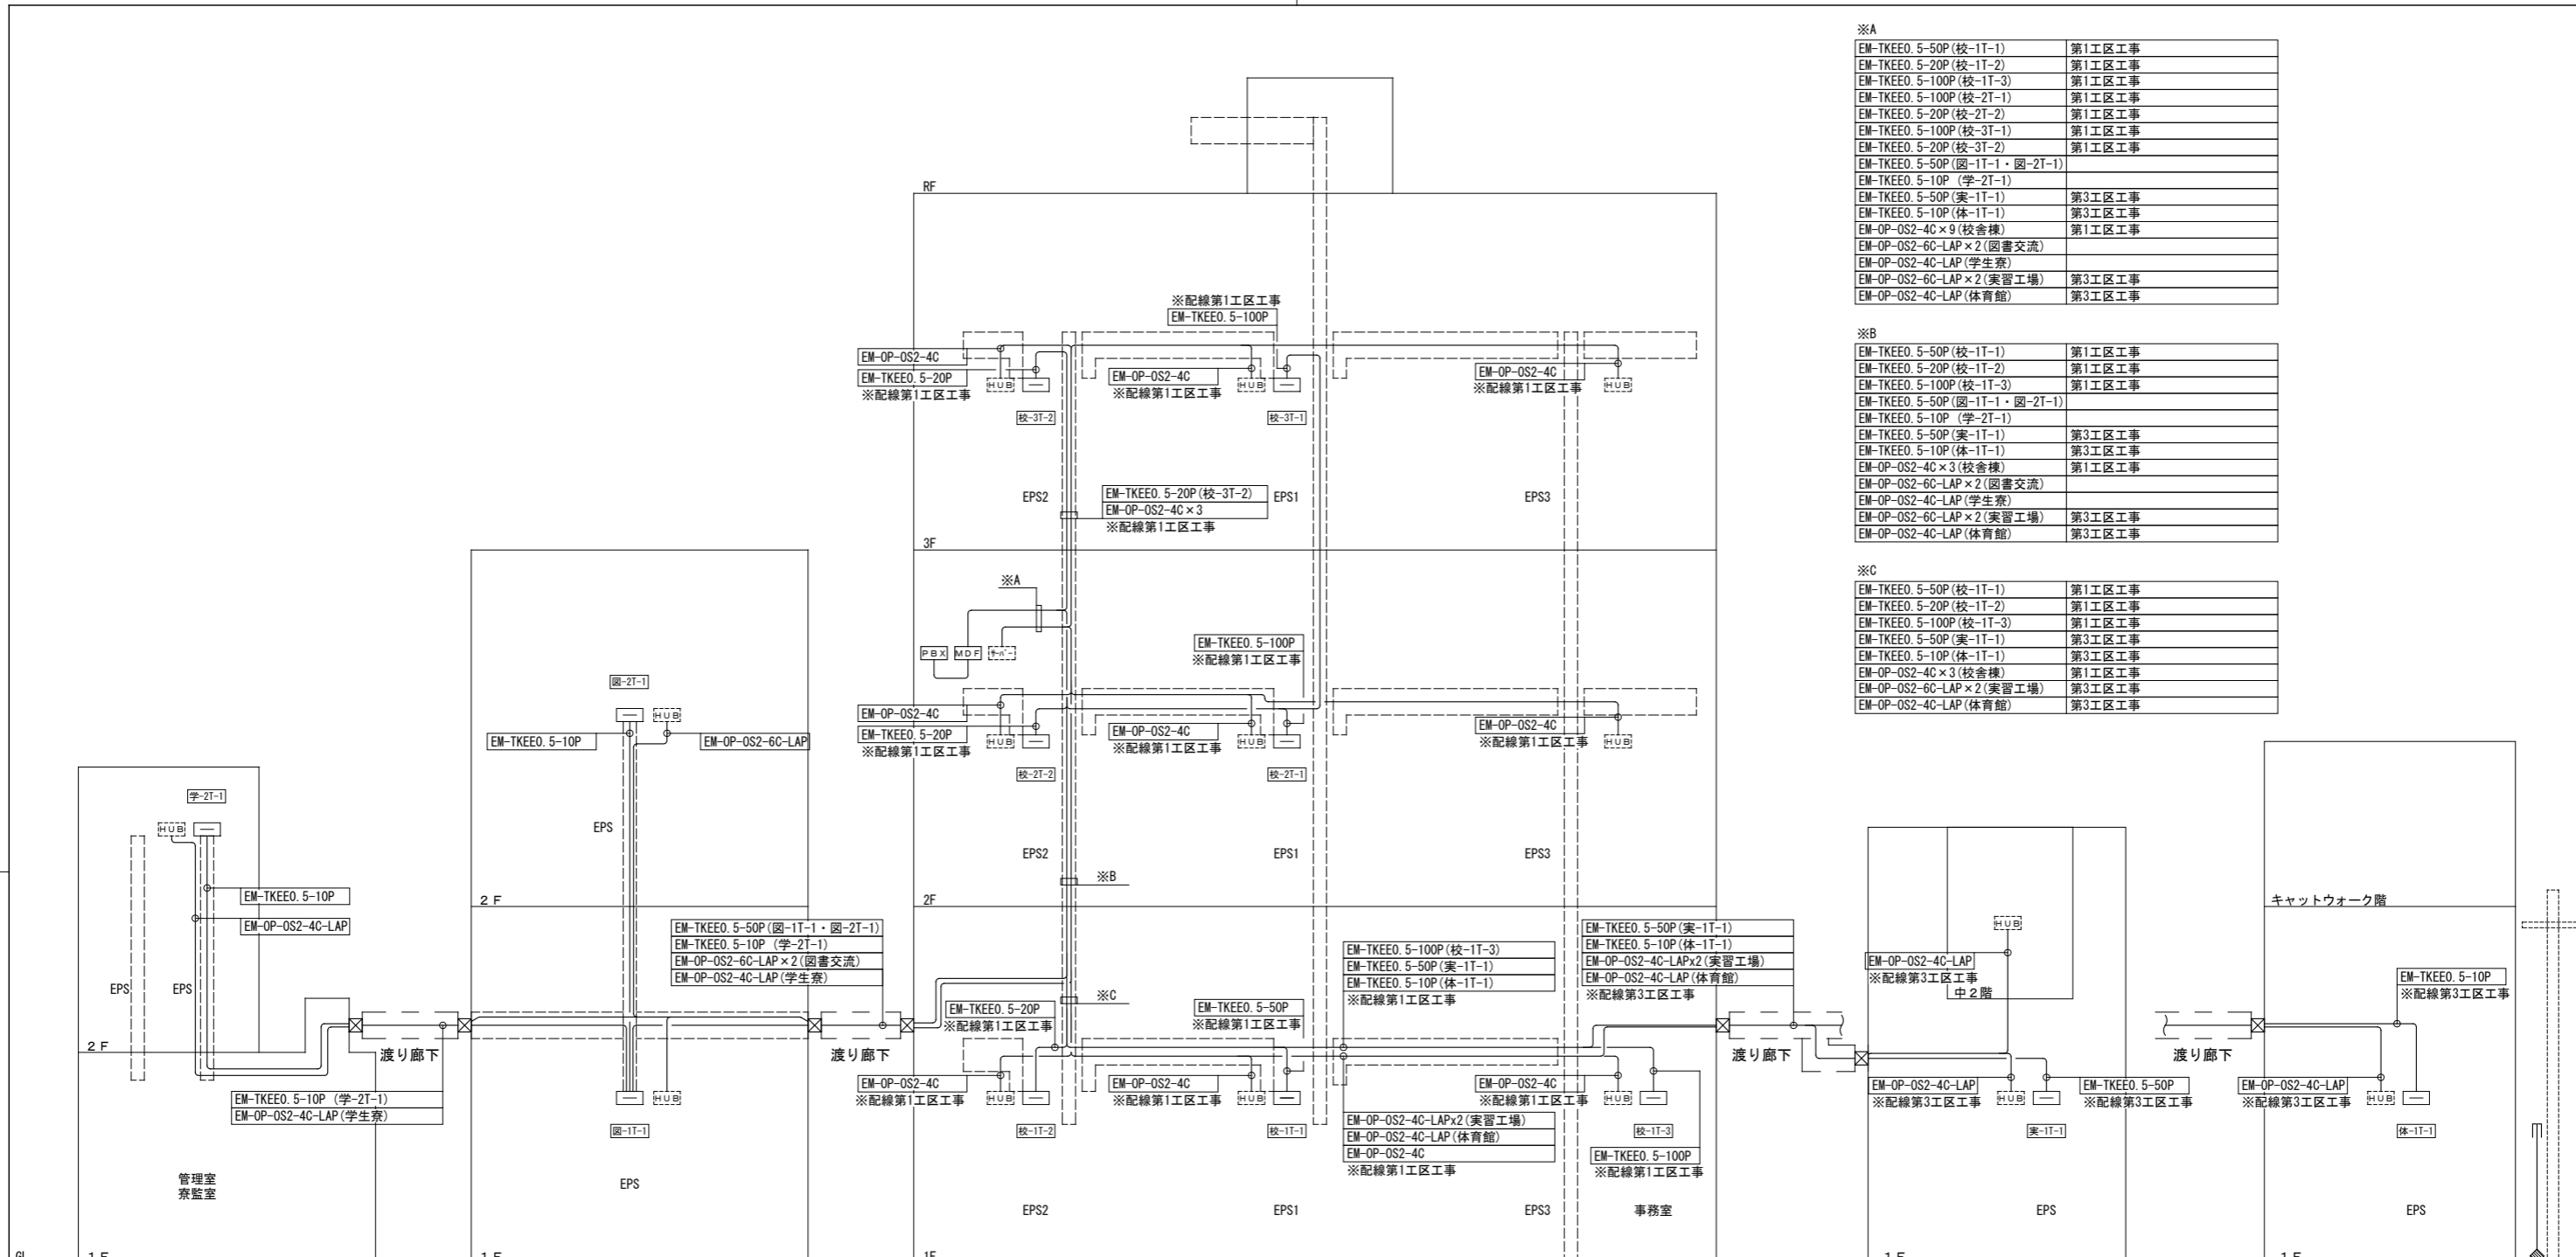 ※A
EM-TKEE0.5-50P(校-1T-1) 第1工区工事
EM-TKEE0.5-20P(校-1T-2) 第1工区工事
EM-TKEE0.5-100P(校-1T-3) 第1工区工事
EM-TKEE0.5-100P(校-2T-1) 第1工区工事
EM-TKEE0.5-20P(校-2T-2) 第1工区工事
EM-TKEE0.5-100P(校-3T-1) 第1工区工事
EM-TKEE0.5-20P(校-3T-2) 第1工区工事
EM-TKEE0.5-50P(図-1T-1・図-2T-1)
EM-TKEE0.5-10P (学-2T-1)
EM-TKEE0.5-50P(実-1T-1) 第3工区工事
EM-TKEE0.5-10P(体-1T-1) 第3工区工事
EM-OP-OS2-4C×9(校舎棟) 第1工区工事
EM-OP-OS2-6C-LAP×2(図書交流)
EM-OP-OS2-4C-LAP(学生寮)
EM-OP-OS2-6C-LAP×2(実習工場) 第3工区工事
EM-OP-OS2-4C-LAP(体育館) 第3工区工事
※B
EM-TKEE0.5-50P(校-1T-1) 第1工区工事
EM-TKEE0.5-20P(校-1T-2) 第1工区工事
EM-TKEE0.5-100P(校-1T-3) 第1工区工事
EM-TKEE0.5-50P(図-1T-1・図-2T-1)
EM-TKEE0.5-10P (学-2T-1)
EM-TKEE0.5-50P(実-1T-1) 第3工区工事
EM-TKEE0.5-10P(体-1T-1) 第3工区工事
EM-OP-OS2-4C×3(校舎棟) 第1工区工事
EM-OP-OS2-6C-LAP×2(図書交流)
EM-OP-OS2-4C-LAP(学生寮)
EM-OP-OS2-6C-LAP×2(実習工場) 第3工区工事
EM-OP-OS2-4C-LAP(体育館) 第3工区工事
※C
EM-TKEE0.5-50P(校-1T-1) 第1工区工事
EM-TKEE0.5-20P(校-1T-2) 第1工区工事
EM-TKEE0.5-100P(校-1T-3) 第1工区工事
EM-TKEE0.5-50P(実-1T-1) 第3工区工事
EM-TKEE0.5-10P(体-1T-1) 第3工区工事
EM-OP-OS2-4C×3(校舎棟) 第1工区工事
EM-OP-OS2-6C-LAP×2(実習工場) 第3工区工事
EM-OP-OS2-4C-LAP(体育館) 第3工区工事
RF
※配線第1工区工事
EM-TKEE0.5-100P
EM-OP-OS2-4C
EM-TKEE0.5-20P
※配線第1工区工事
HUB
EM-OP-OS2-4C
※配線第1工区工事
HUB
EM-OP-OS2-4C
※配線第1工区工事
HUB
校-3T-2
校-3T-1
EPS2
EM-TKEE0.5-20P(校-3T-2)
EM-OP-OS2-4C×3
※配線第1工区工事
EPS1
EPS3
3F
※A
PBX
MDF
サーバー
EM-TKEE0.5-100P
※配線第1工区工事
EM-OP-OS2-4C
EM-TKEE0.5-20P
※配線第1工区工事
HUB
EM-OP-OS2-4C
※配線第1工区工事
HUB
EM-OP-OS2-4C
※配線第1工区工事
HUB
校-2T-2
校-2T-1
EPS2
EPS1
EPS3
※B
2F
図-2T-1
HUB
EM-TKEE0.5-10P
EM-OP-OS2-6C-LAP
EPS
2F
学-2T-1
HUB
EM-TKEE0.5-10P
EM-OP-OS2-4C-LAP
EPS
EPS
2F
渡り廊下
EM-TKEE0.5-10P (学-2T-1)
EM-OP-OS2-4C-LAP(学生寮)
管理室
寮監室
GL
1F
EM-TKEE0.5-50P(図-1T-1・図-2T-1)
EM-TKEE0.5-10P (学-2T-1)
EM-OP-OS2-6C-LAP×2(図書交流)
EM-OP-OS2-4C-LAP(学生寮)
渡り廊下
HUB
図-1T-1
EPS
1F
※C
EM-TKEE0.5-20P
※配線第1工区工事
EM-TKEE0.5-50P
※配線第1工区工事
EM-TKEE0.5-100P(校-1T-3)
EM-TKEE0.5-50P(実-1T-1)
EM-TKEE0.5-10P(体-1T-1)
※配線第1工区工事
EM-TKEE0.5-50P(実-1T-1)
EM-TKEE0.5-10P(体-1T-1)
EM-OP-OS2-4C-LAPx2(実習工場)
EM-OP-OS2-4C-LAP(体育館)
※配線第3工区工事
EM-OP-OS2-4C
※配線第1工区工事
HUB
EM-OP-OS2-4C
※配線第1工区工事
HUB
EM-OP-OS2-4C
※配線第1工区工事
HUB
校-1T-2
校-1T-1
EM-OP-OS2-4C-LAPx2(実習工場)
EM-OP-OS2-4C-LAP(体育館)
EM-OP-OS2-4C
※配線第1工区工事
校-1T-3
EM-TKEE0.5-100P
※配線第1工区工事
EPS2
EPS1
EPS3
事務室
1F
渡り廊下
HUB
EM-OP-OS2-4C-LAP
※配線第3工区工事
中2階
EM-OP-OS2-4C-LAP
※配線第3工区工事
HUB
EM-TKEE0.5-50P
※配線第3工区工事
実-1T-1
EPS
1F
渡り廊下
キャットウォーク階
EM-TKEE0.5-10P
※配線第3工区工事
EM-OP-OS2-4C-LAP
※配線第3工区工事
HUB
体-1T-1
EPS
1F